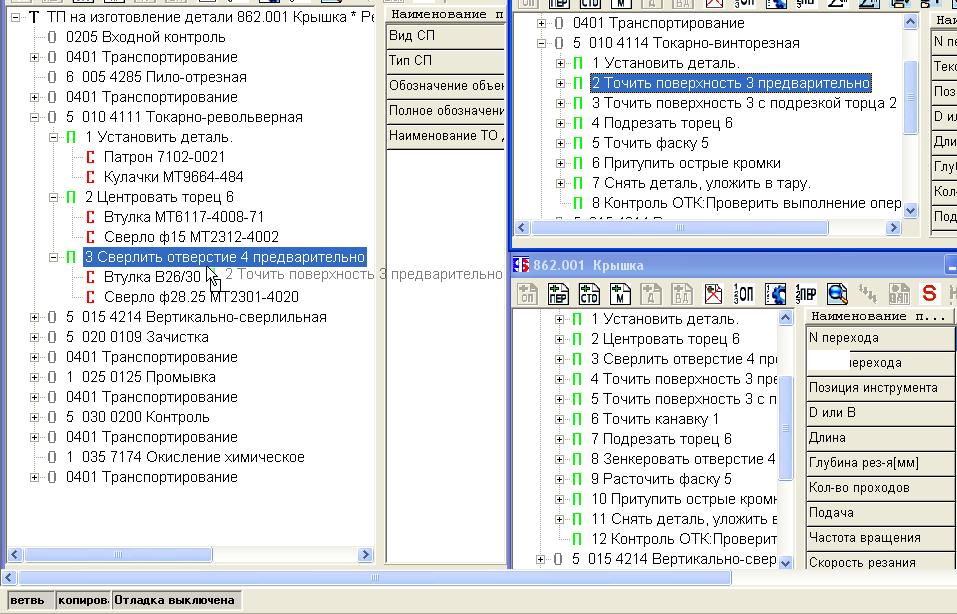 Т ТП на изготовление детали 862.001 Крышка * Ре
0205 Входной контроль
0401 Транспортирование
6 005 4285 Пило-отрезная
0401 Транспортирование
5 010 4111 Токарно-револьверная
1 Установить деталь.
Патрон 7102-0021
Кулачки МТ9664-484
2 Центровать торец 6
Втулка МТ6117-4008-71
Сверло ф15 МТ2312-4002
3 Сверлить отверстие 4 предварительно
2 Точить поверхность 3 предварительно
Втулка В26/30
Сверло ф28.25 МТ2301-4020
5 015 4214 Вертикально-сверлильная
5 020 0109 Зачистка
0401 Транспортирование
1 025 0125 Промывка
0401 Транспортирование
5 030 0200 Контроль
0401 Транспортирование
1 035 7174 Окисление химическое
0401 Транспортирование
Наименование п
Вид СП
Тип СП
Обозначение объек
Полное обозначени
Наименование ТО ,
0401 Транспортирование
5 010 4114 Токарно-винторезная
1 Установить деталь.
2 Точить поверхность 3 предварительно
3 Точить поверхность 3 с подрезкой торца 2
4 Подрезать торец 6
5 Точить фаску 5
6 Притупить острые кромки
7 Снять деталь, уложить в тару.
8 Контроль ОТК:Проверить выполнение опер
Наи
N пе
Текс
Поз
D ил
Дли
Глуб
Кол-
Под
862.001 Крышка
ОП ПЕР СТО М А ВА 1ОП 1ПЕР S
1 Установить деталь.
2 Центровать торец 6
3 Сверлить отверстие 4 пр
4 Точить поверхность 3 пре
5 Точить поверхность 3 с п
6 Точить канавку 1
7 Подрезать торец 6
8 Зенкеровать отверстие 4
9 Расточить фаску 5
10 Притупить острые кромк
11 Снять деталь, уложить в
12 Контроль ОТК:Проверит
5 015 4214 Вертикально-свер
Наименование п...
N перехода
перехода
Позиция инструмента
D или B
Длина
Глубина рез-я[мм]
Кол-во проходов
Подача
Частота вращения
Скорость резания
ветвь
копиров.
Отладка выключена